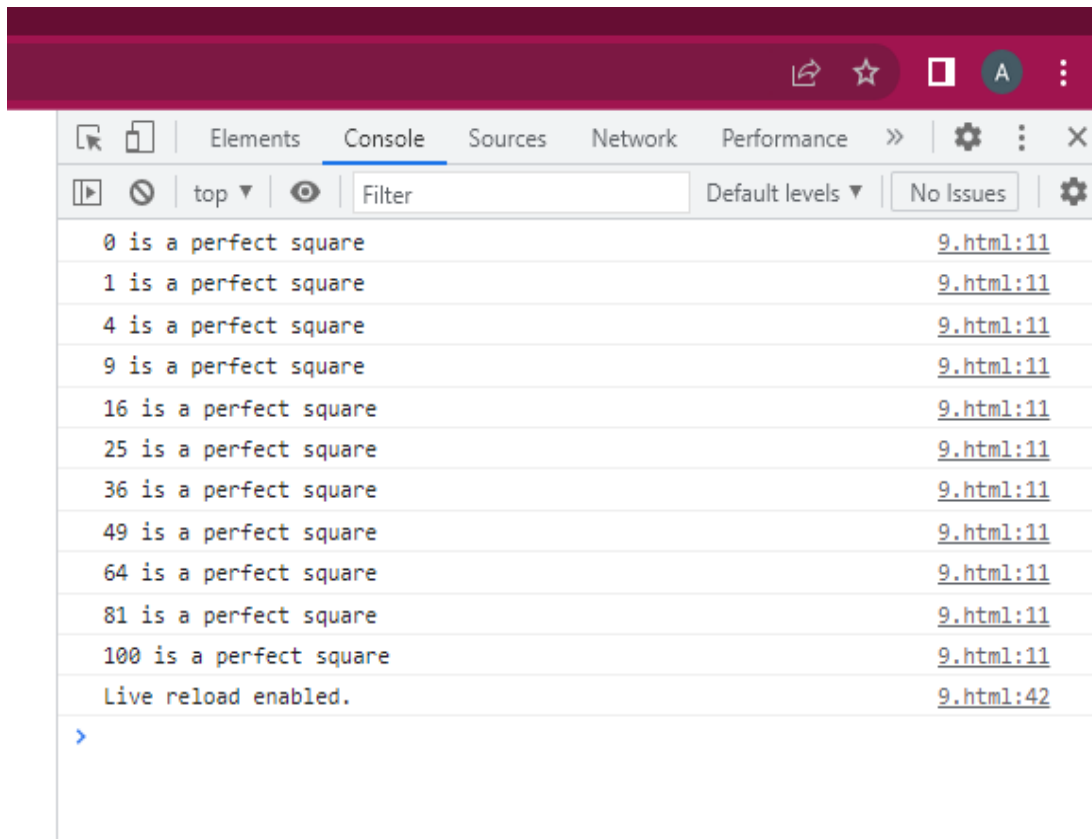 A
Elements Console Sources Network Performance »
top ▼ Filter Default levels ▼ No Issues
0 is a perfect square 9.html:11
1 is a perfect square 9.html:11
4 is a perfect square 9.html:11
9 is a perfect square 9.html:11
16 is a perfect square 9.html:11
25 is a perfect square 9.html:11
36 is a perfect square 9.html:11
49 is a perfect square 9.html:11
64 is a perfect square 9.html:11
81 is a perfect square 9.html:11
100 is a perfect square 9.html:11
Live reload enabled. 9.html:42
>